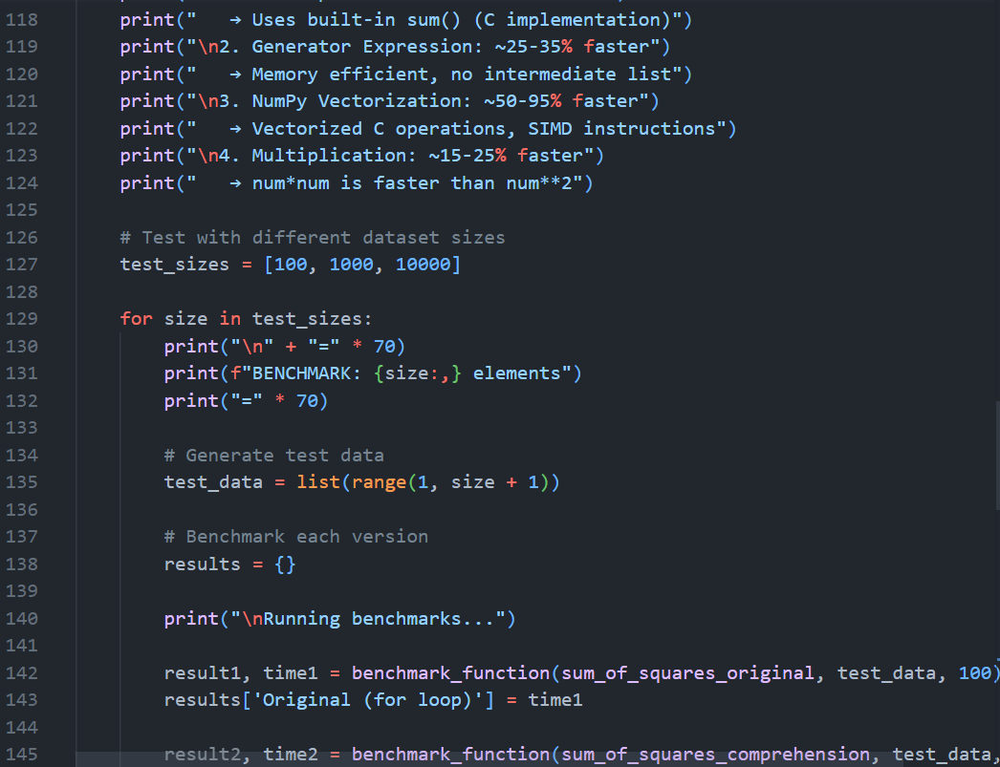 118 print("   → Uses built-in sum() (C implementation)")
119 print("\n2. Generator Expression: ~25-35% faster")
120 print("   → Memory efficient, no intermediate list")
121 print("\n3. NumPy Vectorization: ~50-95% faster")
122 print("   → Vectorized C operations, SIMD instructions")
123 print("\n4. Multiplication: ~15-25% faster")
124 print("   → num*num is faster than num**2")
125
126 # Test with different dataset sizes
127 test_sizes = [100, 1000, 10000]
128
129 for size in test_sizes:
130     print("\n" + "=" * 70)
131     print(f"BENCHMARK: {size:,} elements")
132     print("=" * 70)
133
134     # Generate test data
135     test_data = list(range(1, size + 1))
136
137     # Benchmark each version
138     results = {}
139
140     print("\nRunning benchmarks...")
141
142     result1, time1 = benchmark_function(sum_of_squares_original, test_data, 100)
143     results['Original (for loop)'] = time1
144
145     result2, time2 = benchmark_function(sum_of_squares_comprehension, test_data,